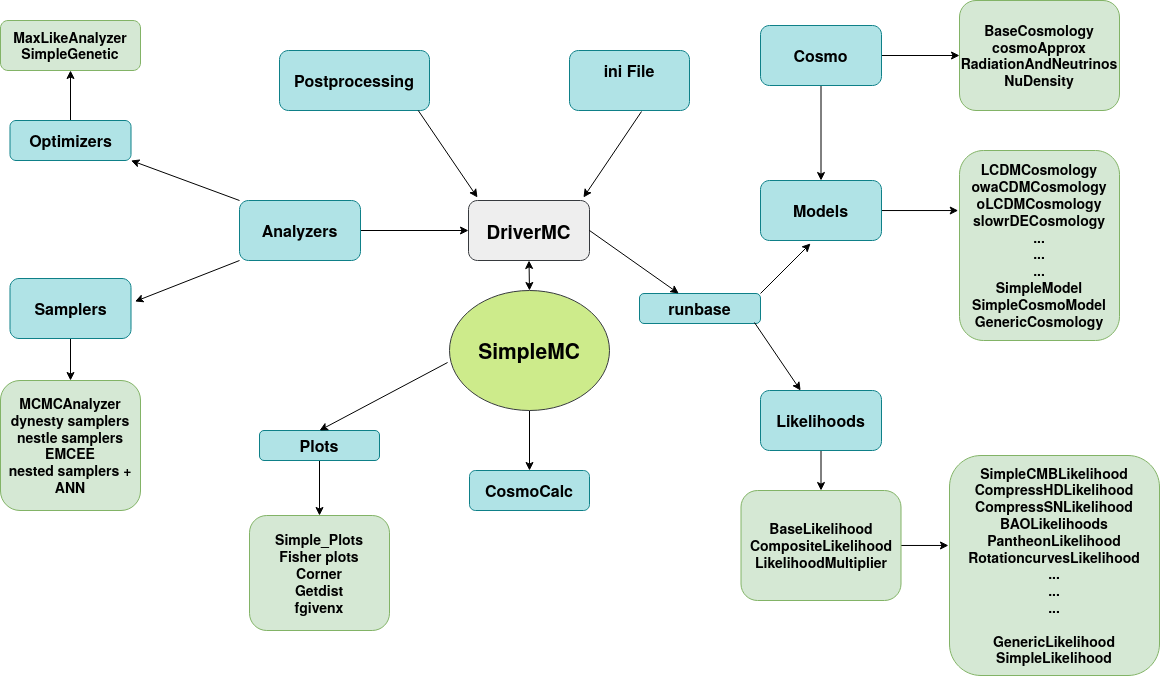 MaxLikeAnalyzer
SimpleGenetic
Optimizers
Postprocessing
ini File
Cosmo
BaseCosmology
cosmoApprox
RadiationAndNeutrinos
NuDensity
Analyzers
DriverMC
Models
LCDMCosmology
owaCDMCosmology
oLCDMCosmology
slowrDECosmology
...
...
...
SimpleModel
SimpleCosmoModel
GenericCosmology
Samplers
runbase
SimpleMC
MCMCAnalyzer
dynesty samplers
nestle samplers
EMCEE
nested samplers +
ANN
Plots
CosmoCalc
Likelihoods
Simple_Plots
Fisher plots
Corner
Getdist
fgivenx
BaseLikelihood
CompositeLikelihood
LikelihoodMultiplier
SimpleCMBLikelihood
CompressHDLikelihood
CompressSNLikelihood
BAOLikelihoods
PantheonLikelihood
RotationcurvesLikelihood
...
...
...
GenericLikelihood
SimpleLikelihood